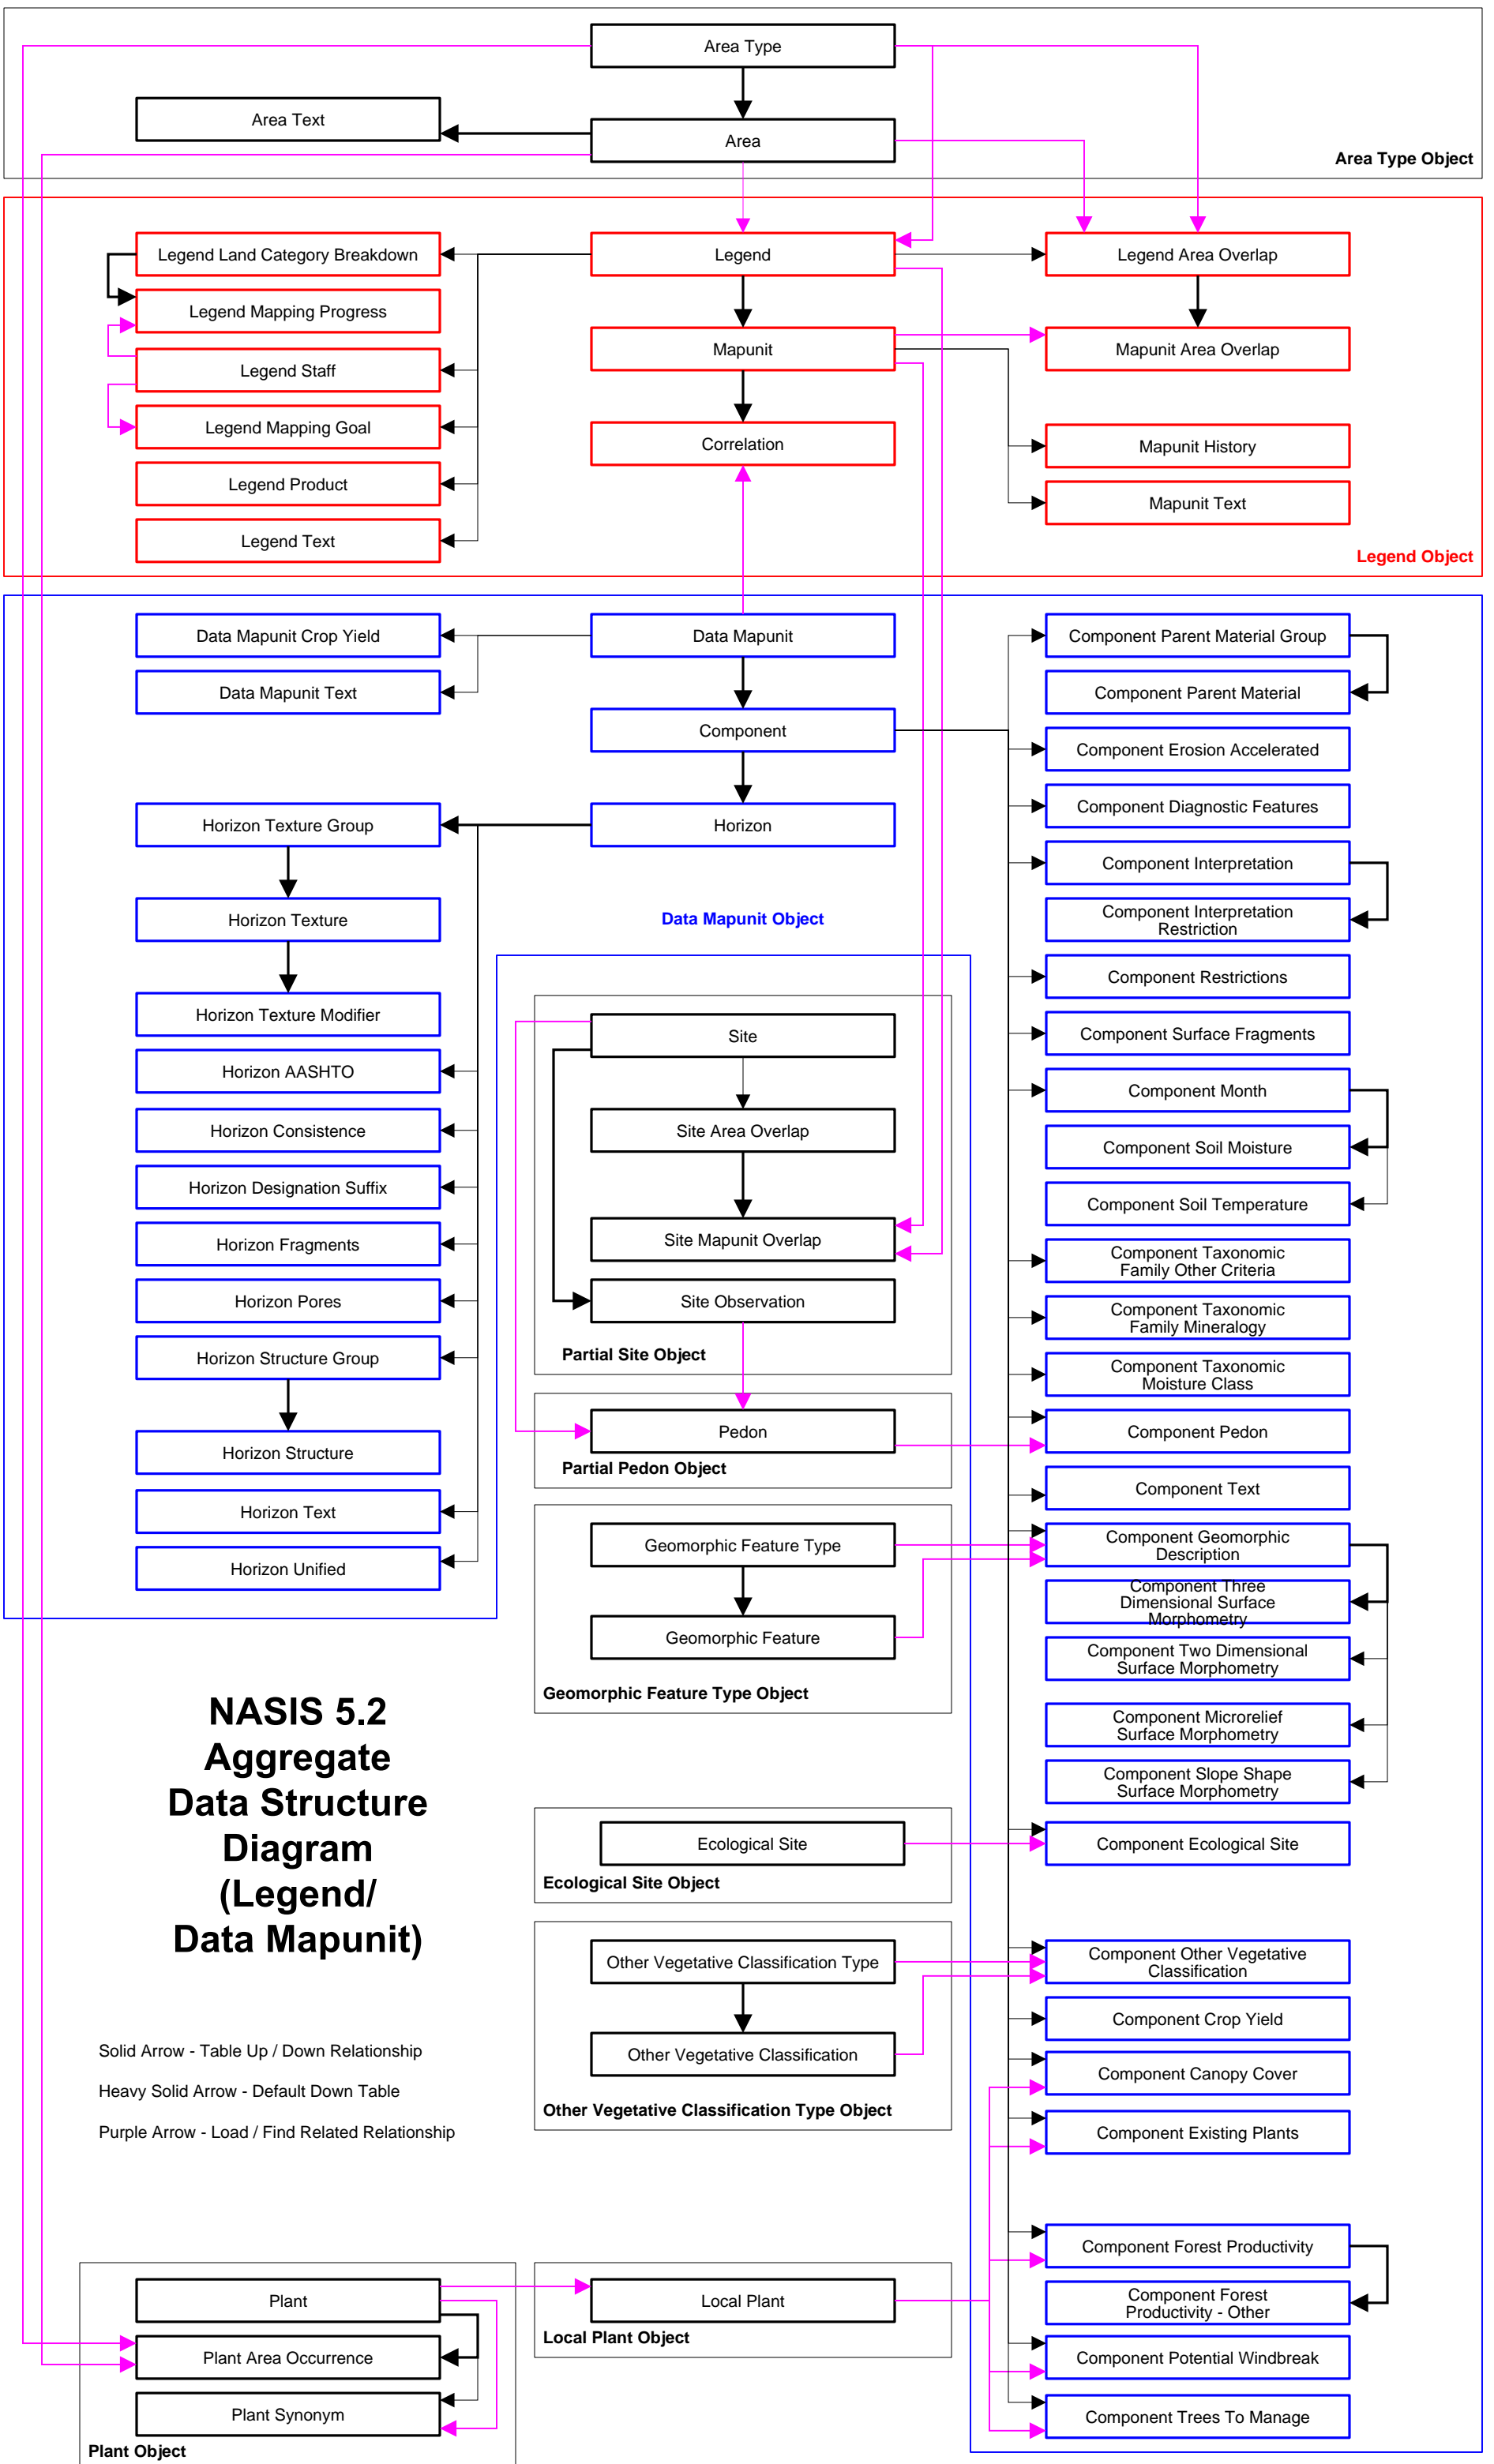 Area Type
Area Text
Area
Area Type Object
Legend Land Category Breakdown
Legend
Legend Area Overlap
Legend Mapping Progress
Mapunit
Mapunit Area Overlap
Legend Staff
Legend Mapping Goal
Correlation
Mapunit History
Legend Product
Mapunit Text
Legend Text
Legend Object
Data Mapunit Crop Yield
Data Mapunit
Component Parent Material Group
Data Mapunit Text
Component Parent Material
Component
Component Erosion Accelerated
Component Diagnostic Features
Horizon Texture Group
Horizon
Component Interpretation
Horizon Texture
Data Mapunit Object
Component Interpretation
Restriction
Component Restrictions
Horizon Texture Modifier
Site
Component Surface Fragments
Horizon AASHTO
Component Month
Horizon Consistence
Site Area Overlap
Component Soil Moisture
Horizon Designation Suffix
Component Soil Temperature
Horizon Fragments
Site Mapunit Overlap
Component Taxonomic
Family Other Criteria
Horizon Pores
Site Observation
Component Taxonomic
Family Mineralogy
Horizon Structure Group
Partial Site Object
Component Taxonomic
Moisture Class
Horizon Structure
Pedon
Component Pedon
Partial Pedon Object
Component Text
Horizon Text
Geomorphic Feature Type
Component Geomorphic
Description
Horizon Unified
Component Three
Dimensional Surface
Morphometry
Geomorphic Feature
Component Two Dimensional
Surface Morphometry
Geomorphic Feature Type Object
Component Microrelief
Surface Morphometry
Component Slope Shape
Surface Morphometry
NASIS 5.2
Aggregate
Data Structure
Diagram
(Legend/
Data Mapunit)
Ecological Site
Component Ecological Site
Ecological Site Object
Other Vegetative Classification Type
Component Other Vegetative
Classification
Component Crop Yield
Other Vegetative Classification
Component Canopy Cover
Other Vegetative Classification Type Object
Component Existing Plants
Solid Arrow - Table Up / Down Relationship
Heavy Solid Arrow - Default Down Table
Purple Arrow - Load / Find Related Relationship
Component Forest Productivity
Plant
Local Plant
Component Forest
Productivity - Other
Local Plant Object
Plant Area Occurrence
Component Potential Windbreak
Plant Synonym
Component Trees To Manage
Plant Object